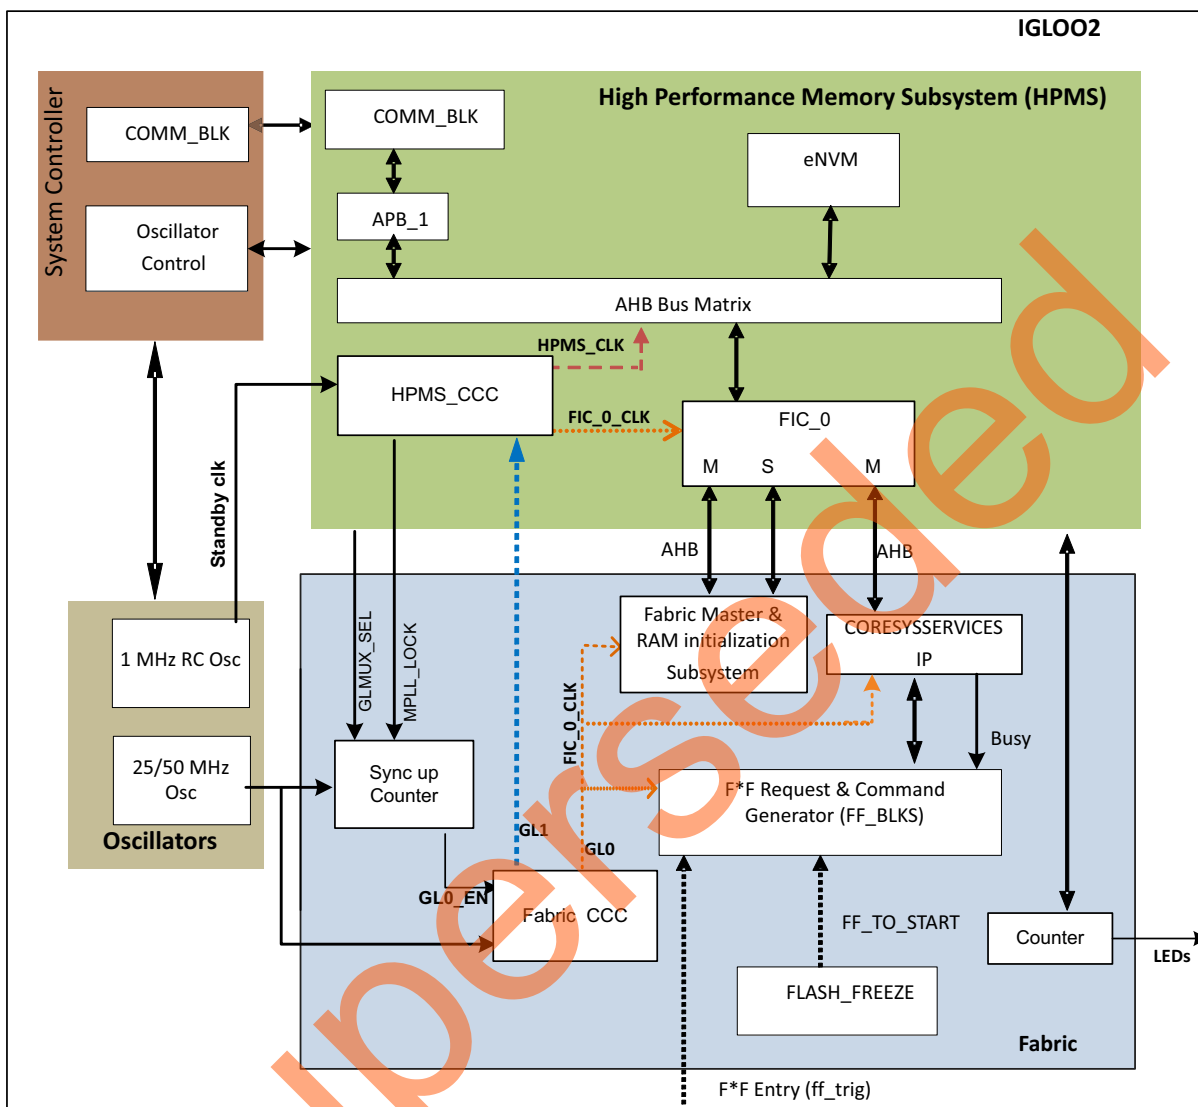 IGLOO2
System Controller
COMM_BLK
Oscillator
Control
High Performance Memory Subsystem (HPMS)
COMM_BLK
eNVM
APB_1
AHB Bus Matrix
HPMS_CLK
HPMS_CCC
FIC_0_CLK
FIC_0
M
S
M
Standby clk
AHB
AHB
GLMUX_SEL
MPLL_LOCK
1 MHz RC Osc
25/50 MHz
Osc
Oscillators
Fabric Master &
RAM initialization
Subsystem
CORESYSSERVICES
IP
FIC_0_CLK
Busy
Sync up
Counter
F*F Request & Command
Generator (FF_BLKS)
GL1
GL0
GL0_EN
Fabric CCC
FF_TO_START
Counter
LEDs
FLASH_FREEZE
Fabric
F*F Entry (ff_trig)
uperseded